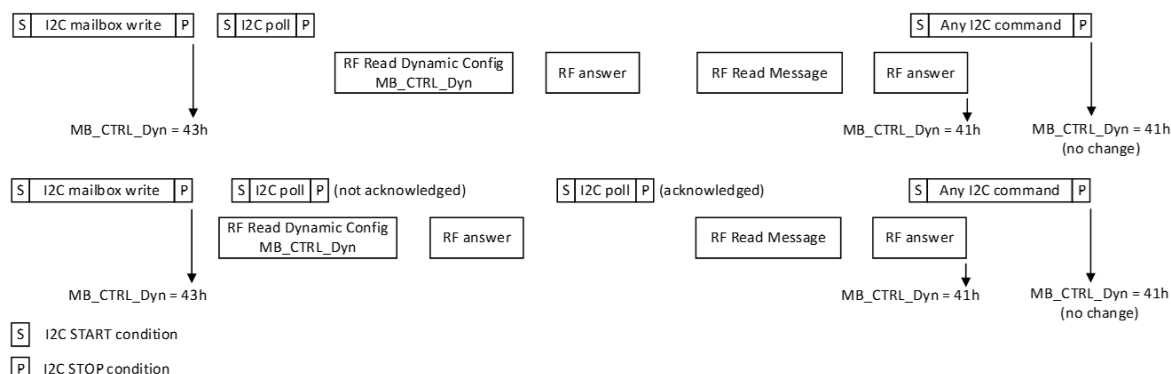 S I2C mailbox write P S I2C poll P S Any I2C command P
RF Read Dynamic Config
MB_CTRL_Dyn
RF answer
RF Read Message
RF answer
MB_CTRL_Dyn = 43h
MB_CTRL_Dyn = 41h
MB_CTRL_Dyn = 41h
(no change)
S I2C mailbox write P S I2C poll P (not acknowledged) S I2C poll P (acknowledged) S Any I2C command P
RF Read Dynamic Config
MB_CTRL_Dyn
RF answer
RF Read Message
RF answer
MB_CTRL_Dyn = 43h
MB_CTRL_Dyn = 41h
MB_CTRL_Dyn = 41h
(no change)
S I2C START condition
P I2C STOP condition